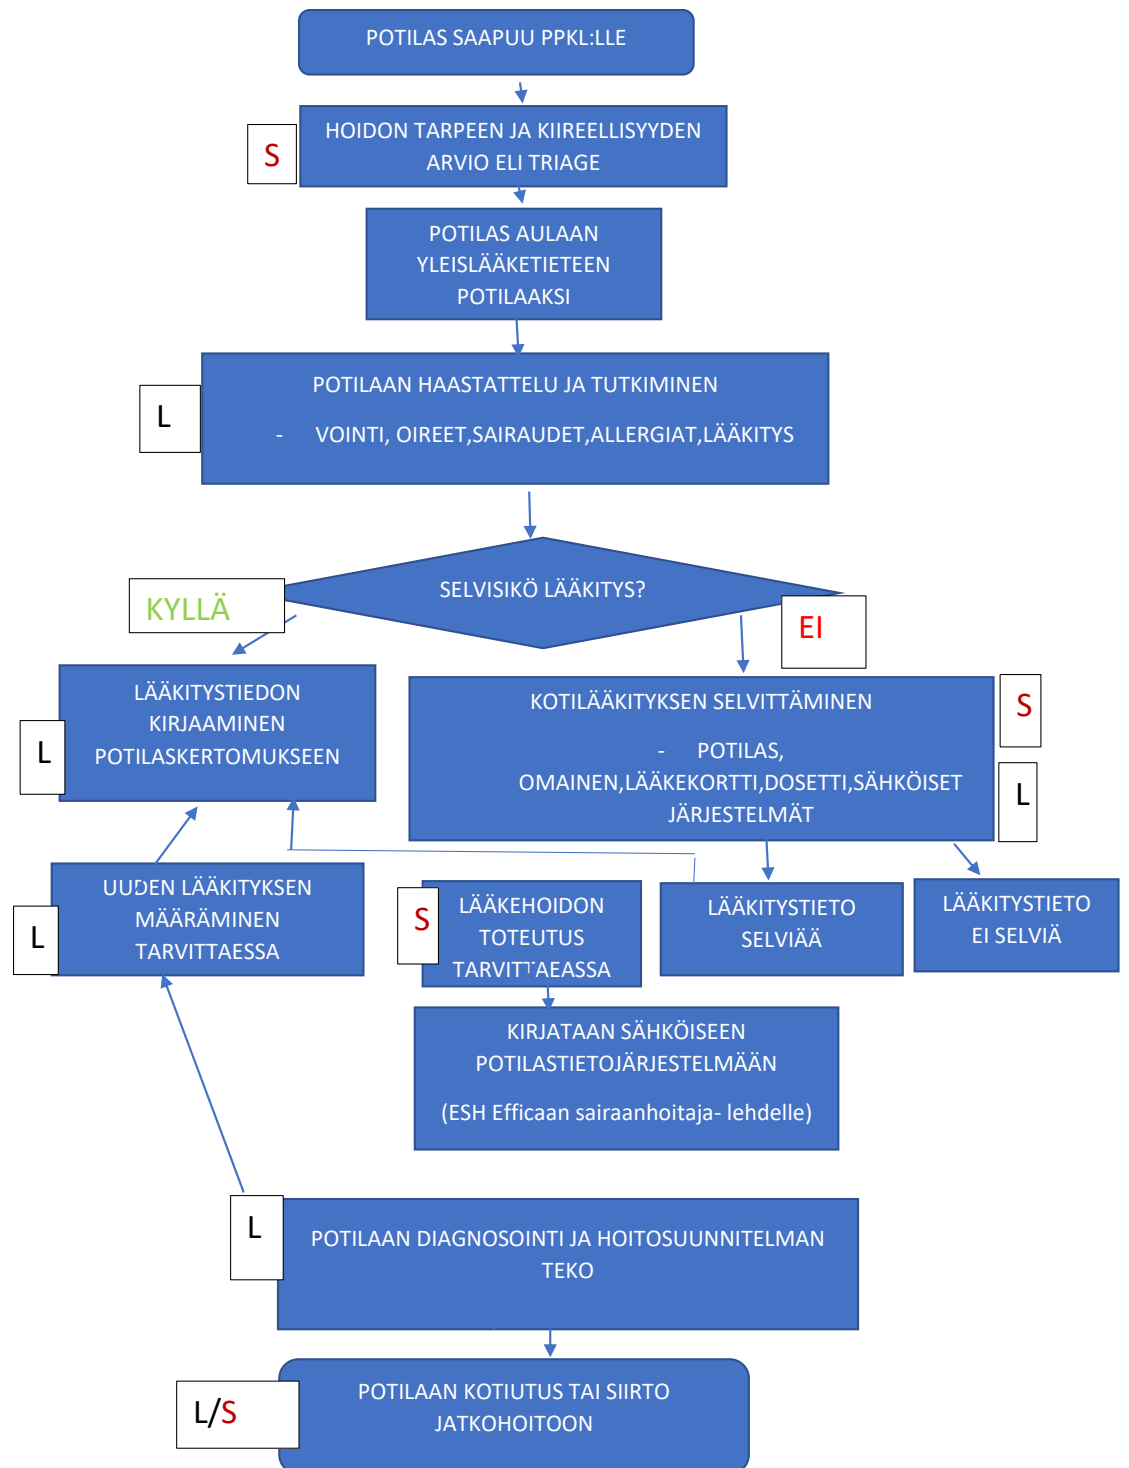 POTILAS SAAPUU PPKL:LLE
S
HOIDON TARPEEN JA KIIREELLISYYDEN
ARVIO ELI TRIAGE
POTILAS AULAAN
YLEISLÄÄKETIETEEN
POTILAAKSI
L
POTILAAN HAASTATTELU JA TUTKIMINEN
- VOINTI, OIREET,SAIRAUDET,ALLERGIAT,LÄÄKITYS
SELVISIKÖ LÄÄKITYS?
KYLLÄ
EI
L
LÄÄKITYSTIEDON
KIRJAAMINEN
POTILASKERTOMUKSEEN
KOTILÄÄKITYKSEN SELVITTÄMINEN
- POTILAS,
OMAINEN,LÄÄKEKORTTI,DOSETTI,SÄHKÖISET
JÄRJESTELMÄT
S
L
L
UUDEN LÄÄKITYKSEN
MÄÄRÄMINEN
TARVITTAESSA
S
LÄÄKEHOIDON
TOTEUTUS
TARVITTAEASSA
LÄÄKITYSTIETO
SELVIÄÄ
LÄÄKITYSTIETO
EI SELVIÄ
KIRJATAAN SÄHKÖISEEN
POTILASTIETOJÄRJESTELMÄÄN
(ESH Efficaan sairaanhoitaja- lehdelle)
L
POTILAAN DIAGNOSOINTI JA HOITOSUUNNITELMAN
TEKO
L/S
POTILAAN KOTIUTUS TAI SIIRTO
JATKOHOITOON